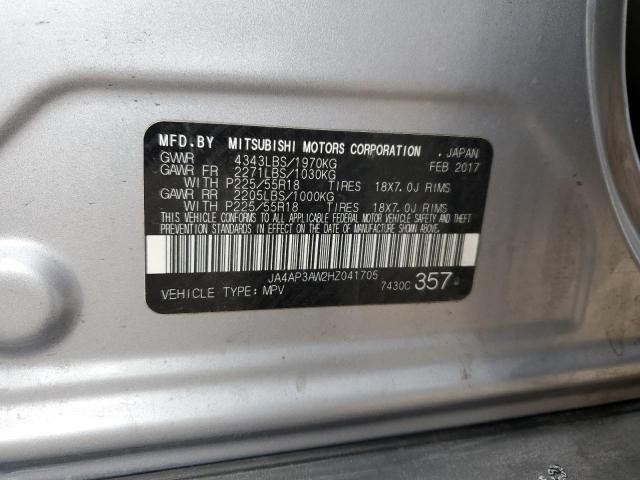 MFD.BY MITSUBISHI MOTORS CORPORATION . JAPAN
GVWR 4343LBS/1970KG FEB 2017
GAWR FR 2271LBS/1030KG
WITH P225/55R18 TIRES 18X7.0J RIMS
GAWR RR 2205LBS/1000KG
WITH P225/55R18 TIRES 18X7.0J RIMS
THIS VEHICLE CONFORMS TO ALL APPLICABLE FEDERAL MOTOR VEHICLE SAFETY AND THEFT
PREVENTION STANDARDS IN EFFECT ON THE DATE OF MANUFACTURE SHOWN ABOVE.
JA4AP3AW2HZ041705
VEHICLE TYPE: MPV 7430C 357